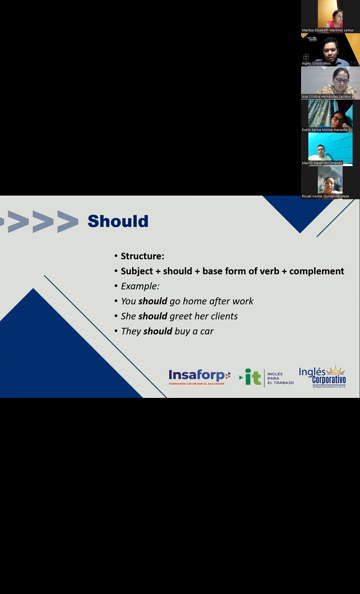 Should
• Structure:
• Subject + should + base form of verb + complement
• Example:
• You should go home after work
• She should greet her clients
• They should buy a car
Insaforp
it
INGLÉS
PARA
EL TRABAJO
Inglés
Corporativo